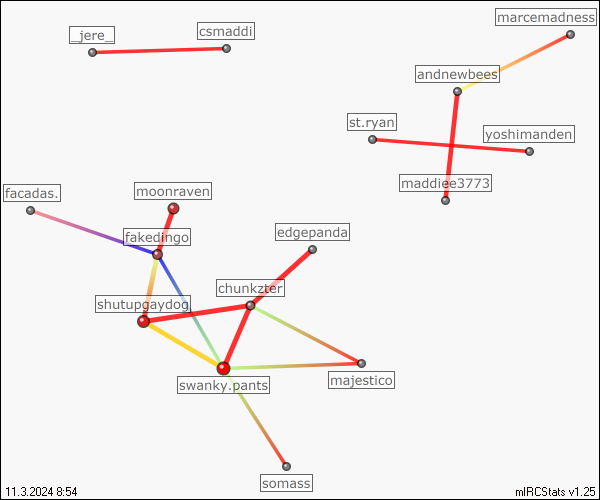 marcemadness
_jere_
csmaddi
andnewbees
st.ryan
yoshimanden
maddiee3773
facadas.
moonraven
fakedingo
edgepanda
chunkzter
shutupgaydog
swanky.pants
majestico
somass
11.3.2024 8:54
mIRCStats v1.25